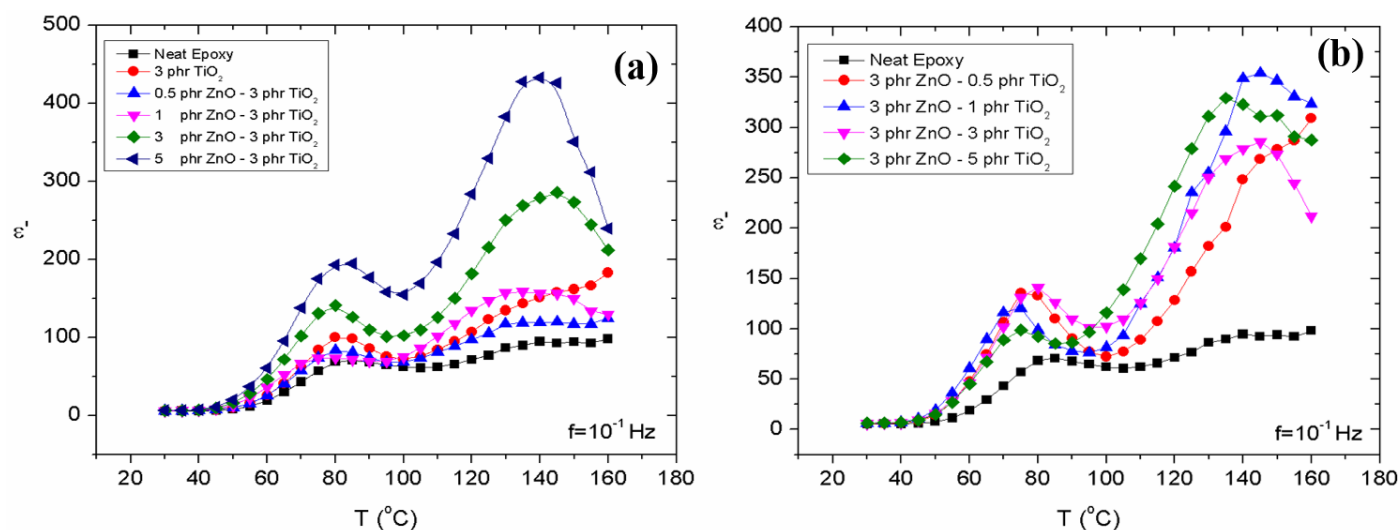 (a)
Neat Epoxy
3 phr TiO₂
0.5 phr ZnO - 3 phr TiO₂
1 phr ZnO - 3 phr TiO₂
3 phr ZnO - 3 phr TiO₂
5 phr ZnO - 3 phr TiO₂
500
400
300
200
100
0
ε'
f=10⁻¹ Hz
20 40 60 80 100 120 140 160 180
T (°C)
(b)
Neat Epoxy
3 phr ZnO - 0.5 phr TiO₂
3 phr ZnO - 1 phr TiO₂
3 phr ZnO - 3 phr TiO₂
3 phr ZnO - 5 phr TiO₂
400
350
300
250
200
150
100
50
0
ε'
f=10⁻¹ Hz
20 40 60 80 100 120 140 160 180
T (°C)